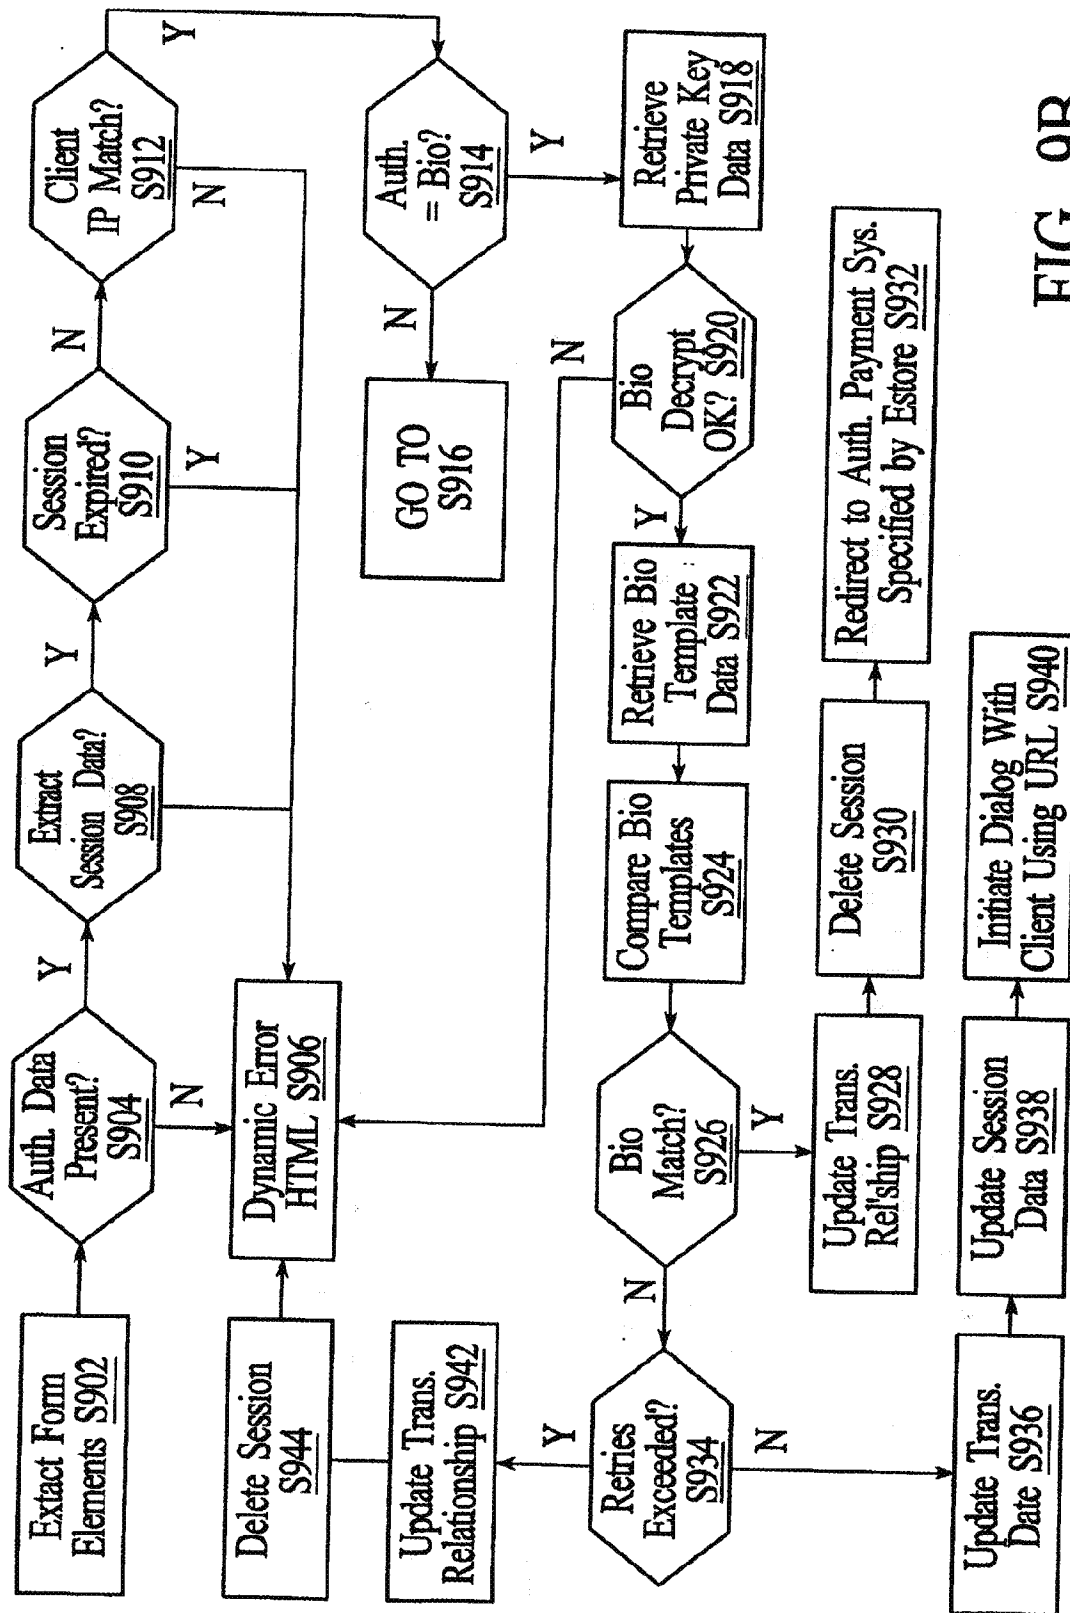 Extact Form
Elements S902
Auth. Data
Present?
S904
Y
N
Extract
Session Data?
S908
Y
Session
Expired?
S910
N
Y
Client
IP Match?
S912
Y
N
Delete Session
S944
Dynamic Error
HTML S906
Update Trans.
Relationship S942
GO TO
S916
N
Auth.
= Bio?
S914
Y
Y
Retries
Exceeded?
S934
N
N
Bio
Match?
S926
Y
Compare Bio
Templates
S924
Retrieve Bio
Template
Data S922
Y
Bio
Decrypt
OK? S920
N
Retrieve
Private Key
Data S918
Update Trans.
Rel'ship S928
Delete Session
S930
Redirect to Auth. Payment Sys.
Specified by Estore S932
Update Trans.
Date S936
Update Session
Data S938
Initiate Dialog With
Client Using URL S940
FIG. 9B